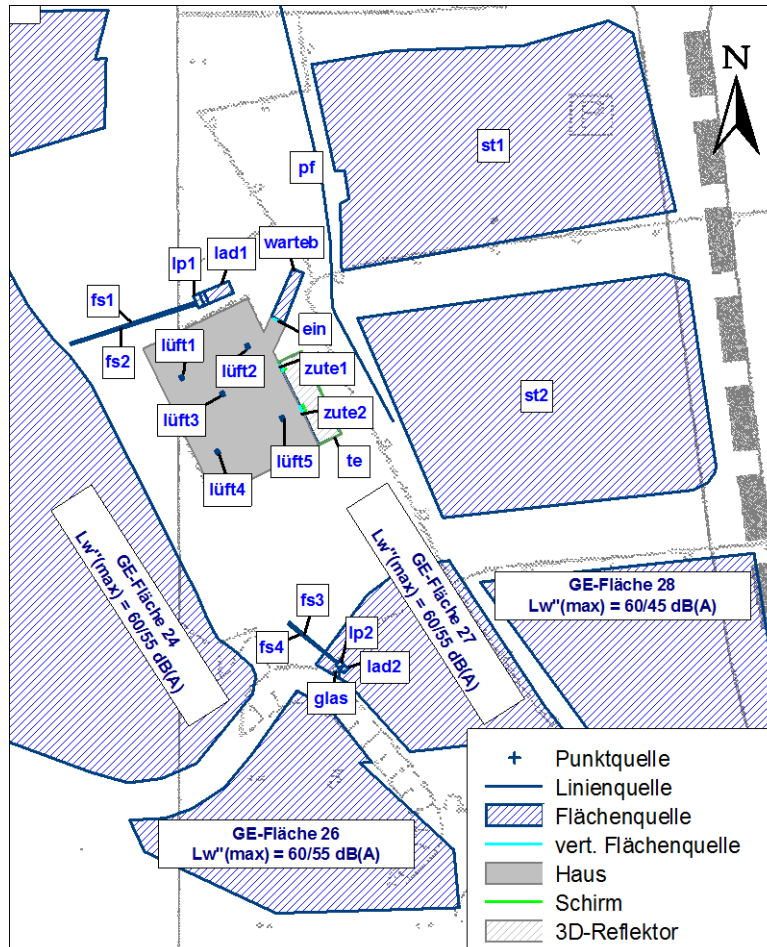 N
P
st1
pf
warteb
lad1
lp1
fs1
fs2
ein
lüft1
lüft2
zute1
lüft3
zute2
st2
lüft5
te
lüft4
GE-Fläche 24
Lw"(max) = 60/55 dB(A)
GE-Fläche 27
Lw"(max) = 60/55 dB(A)
GE-Fläche 28
Lw"(max) = 60/45 dB(A)
fs3
fs4
lp2
lad2
glas
GE-Fläche 26
Lw"(max) = 60/55 dB(A)
Punktquelle
Linienquelle
Flächenquelle
vert. Flächenquelle
Haus
Schirm
3D-Reflektor